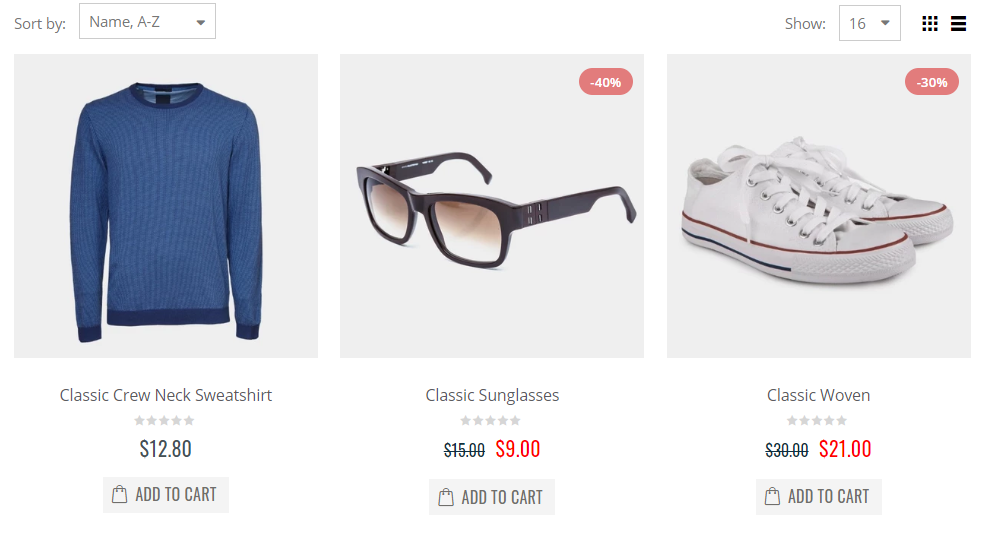 Sort by: Name, A-Z Show: 16
-40% -30%
Classic Crew Neck Sweatshirt Classic Sunglasses Classic Woven
$12.80 $15.00 $9.00 $30.00 $21.00
ADD TO CART ADD TO CART ADD TO CART